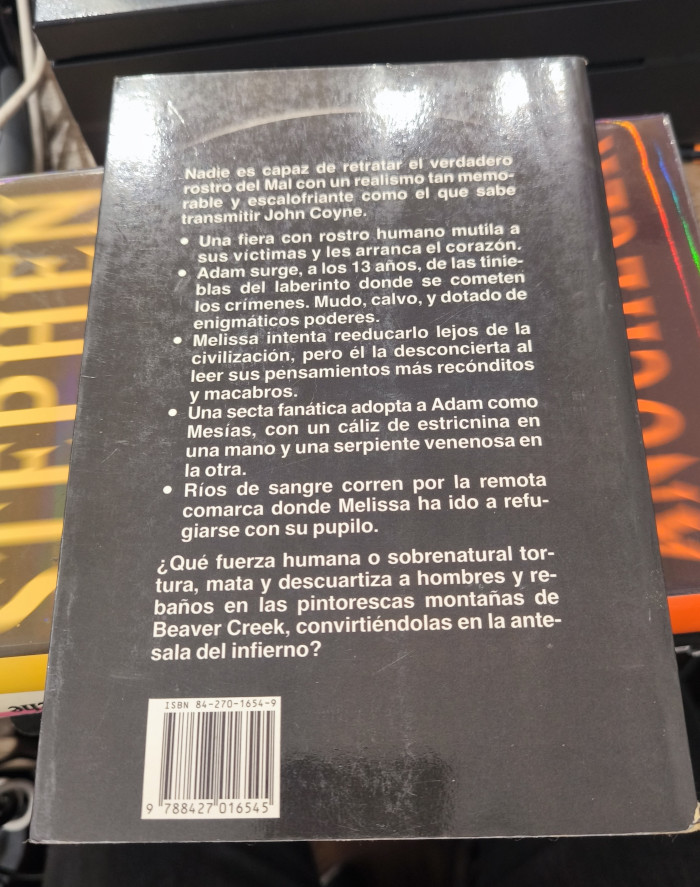 Nadie es capaz de retratar el verdadero
rostro del Mal con un realismo tan memo-
rable y escalofriante como el que sabe
transmitir John Coyne.
• Una fiera con rostro humano mutila a
sus víctimas y les arranca el corazón.
• Adam surge, a los 13 años, de las tinie-
blas del laberinto donde se cometen
los crímenes. Mudo, calvo, y dotado de
enigmáticos poderes.
• Melissa intenta reeducarlo lejos de la
civilización, pero él la desconcierta al
leer sus pensamientos más recónditos
y macabros.
• Una secta fanática adopta a Adam como
Mesías, con un cáliz de estricnina en
una mano y una serpiente venenosa en
la otra.
• Ríos de sangre corren por la remota
comarca donde Melissa ha ido a refu-
giarse con su pupilo.
¿Qué fuerza humana o sobrenatural tor-
tura, mata y descuartiza a hombres y re-
baños en las pintorescas montañas de
Beaver Creek, convirtiéndolas en la ante-
sala del infierno?
ISBN 84-270-1654-9
9 788427 016545
STEPHEN